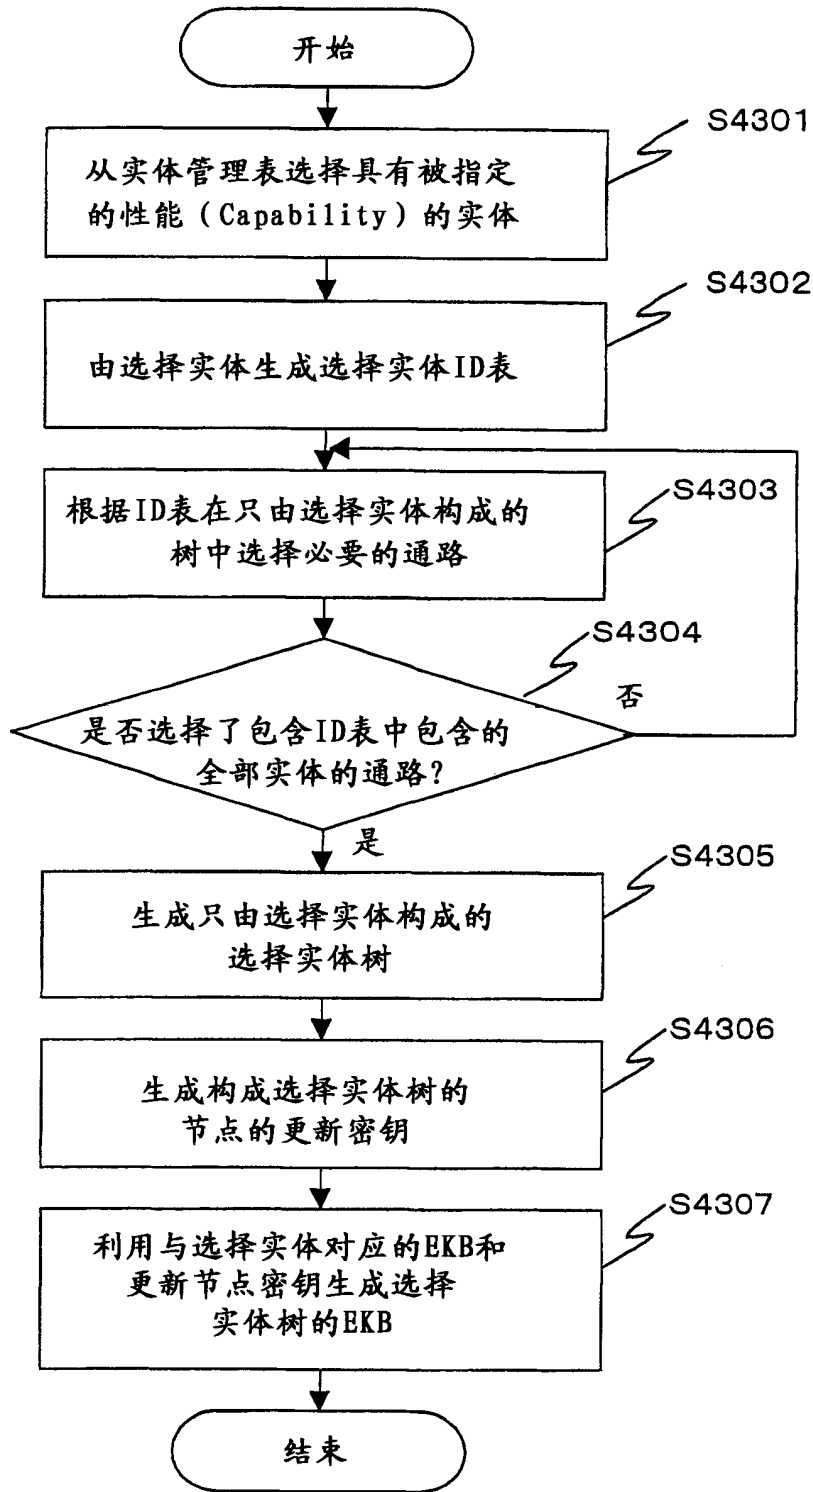 开始
S4301
从实体管理表选择具有被指定
的性能（Capability）的实体
S4302
由选择实体生成选择实体ID表
S4303
根据ID表在只由选择实体构成的
树中选择必要的通路
S4304
否
是否选择了包含ID表中包含的
全部实体的通路？
是
S4305
生成只由选择实体构成的
选择实体树
S4306
生成构成选择实体树的
节点的更新密钥
S4307
利用与选择实体对应的EKB和
更新节点密钥生成选择
实体树的EKB
结束